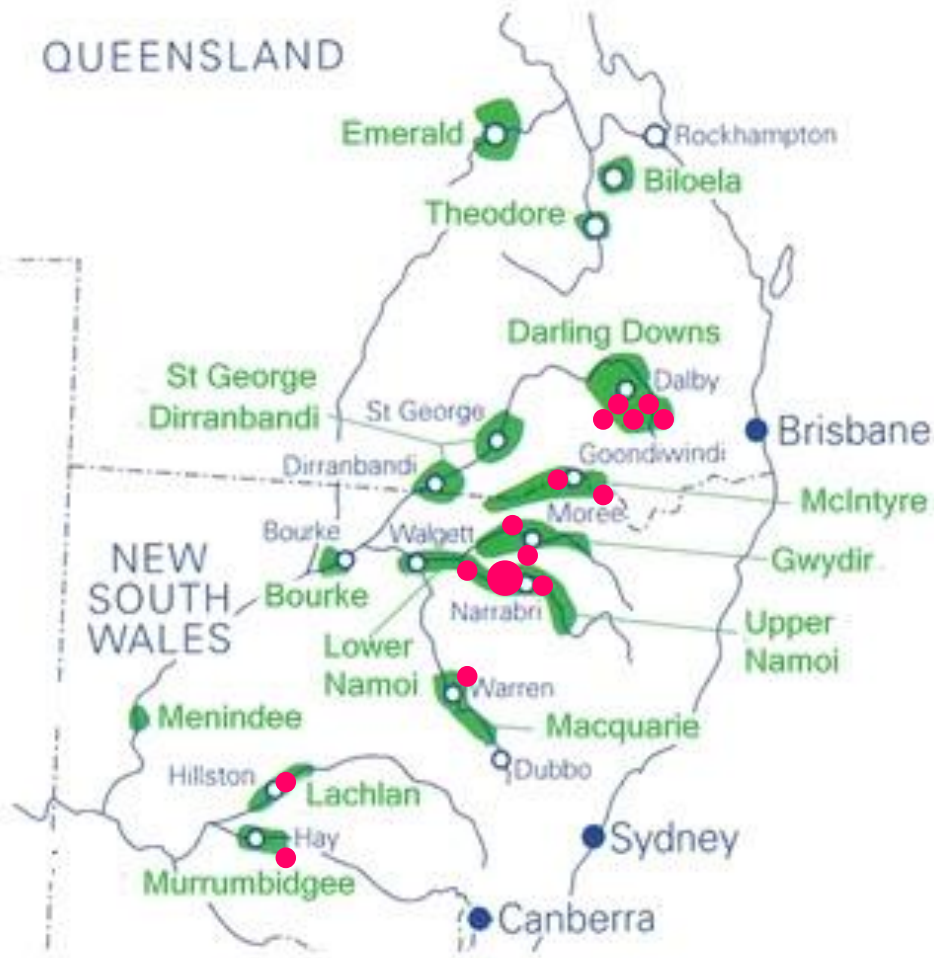 QUEENSLAND
Emerald
Rockhampton
Biloela
Theodore
Darling Downs
St George
Dalby
Dirranbandi
St George
Brisbane
Goondiwindi
Dirranbandi
McIntyre
Moree
Bourke
Walgett
NEW
SOUTH
WALES
Gwydir
Bourke
Narrabri
Upper
Namoi
Lower
Namoi
Warren
Menindee
Macquarie
Dubbo
Hillston
Lachlan
Hay
Sydney
Murrumbidgee
Canberra